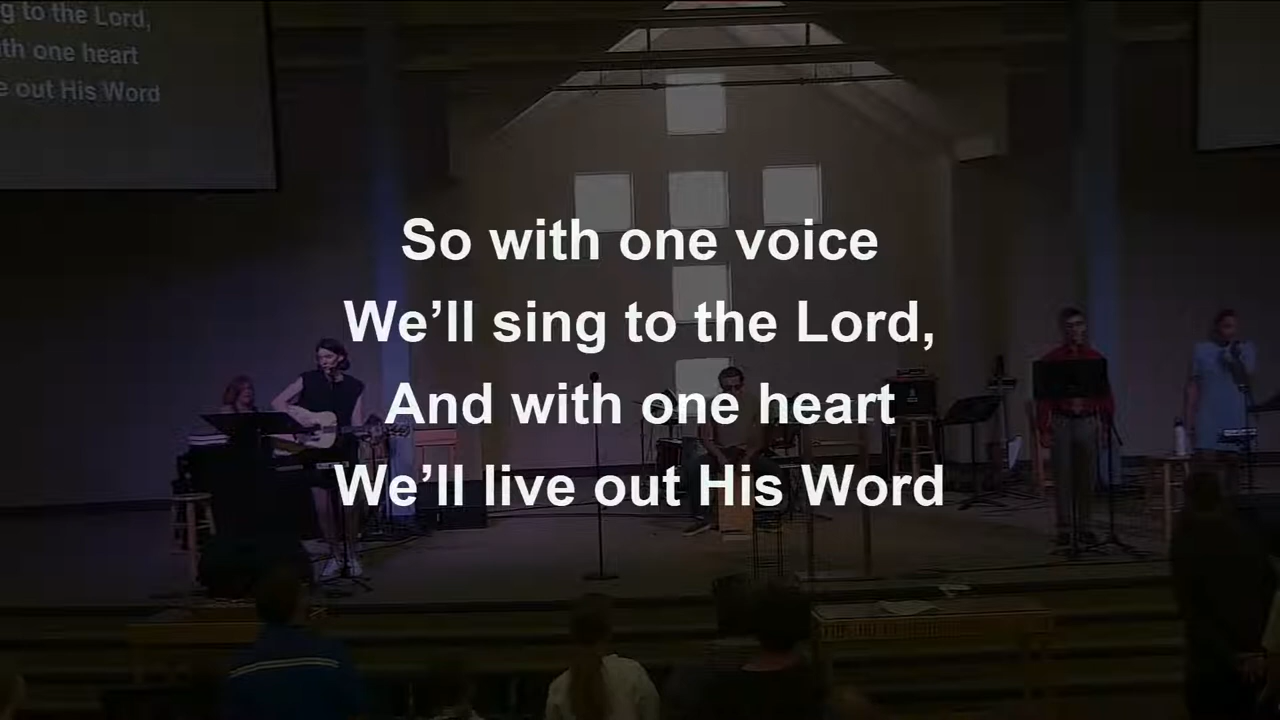 g to the Lord,
th one heart
e out His Word
So with one voice
We’ll sing to the Lord,
And with one heart
We’ll live out His Word